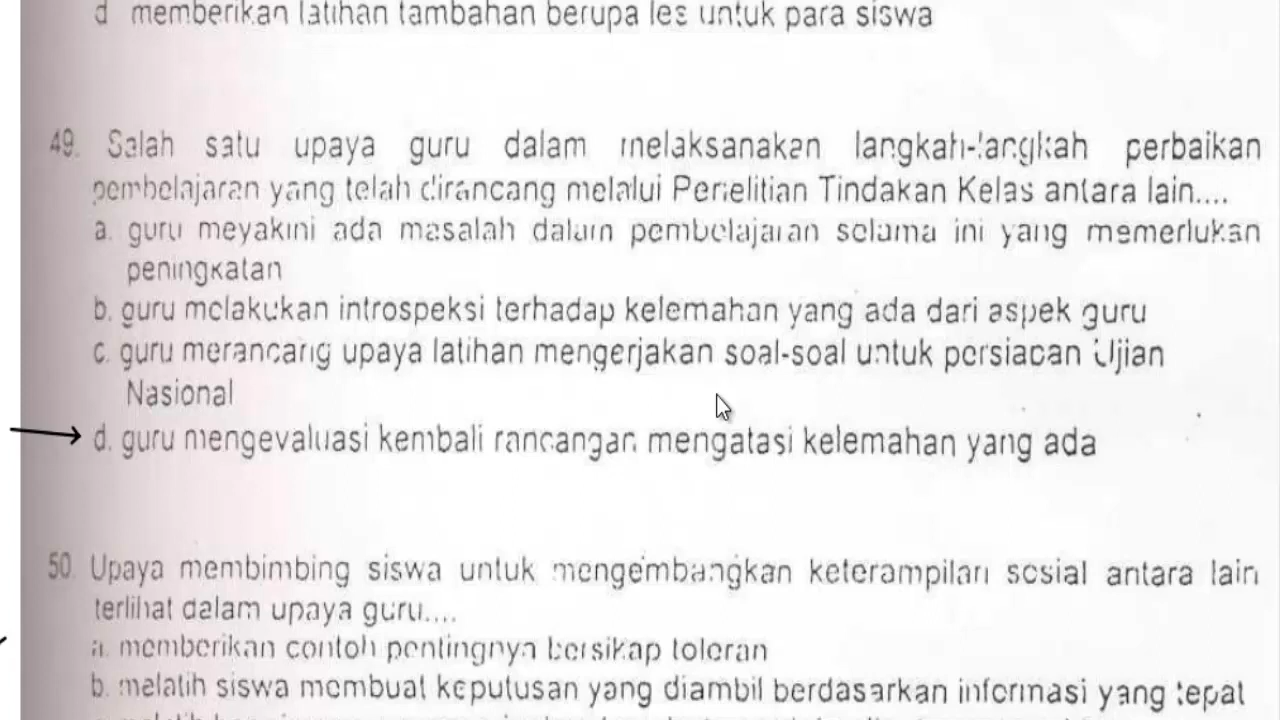 d memberikan latihan tambahan berupa les untuk para siswa
49. Salah satu upaya guru dalam melaksanakan langkah-langkah perbaikan
pembelajaran yang telah dirancang melalui Penelitian Tindakan Kelas antara lain....
a. guru meyakini ada masalah dalam pembelajaran selama ini yang memerlukan
peningkatan
b. guru melakukan introspeksi terhadap kelemahan yang ada dari aspek guru
c. guru merancang upaya latihan mengerjakan soal-soal untuk persiapan Ujian
Nasional
d. guru mengevaluasi kembali rancangan mengatasi kelemahan yang ada
50. Upaya membimbing siswa untuk mengembangkan keterampilan sosial antara lain
terlihat dalam upaya guru....
a. memberikan contoh pentingnya bersikap toleran
b. melatih siswa membuat keputusan yang diambil berdasarkan informasi yang tepat